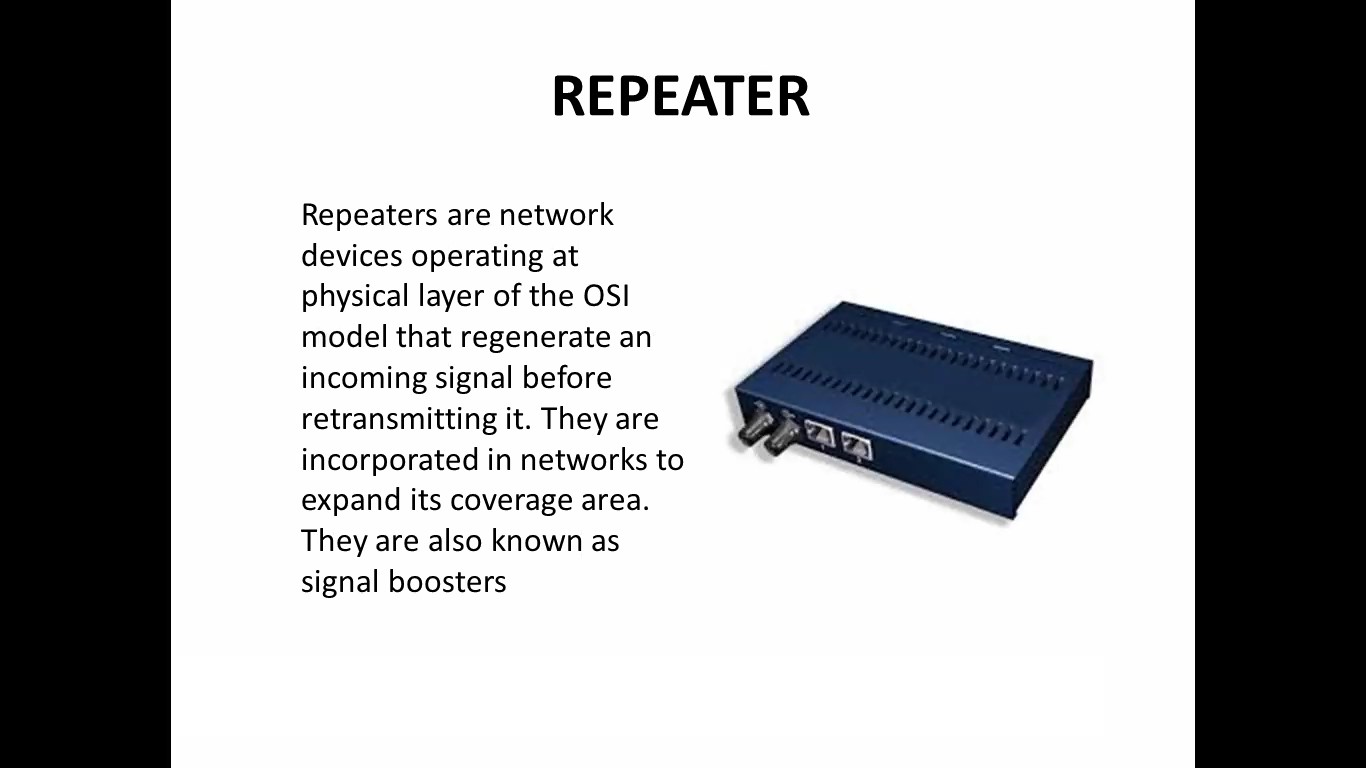 REPEATER
Repeaters are network
devices operating at
physical layer of the OSI
model that regenerate an
incoming signal before
retransmitting it. They are
incorporated in networks to
expand its coverage area.
They are also known as
signal boosters